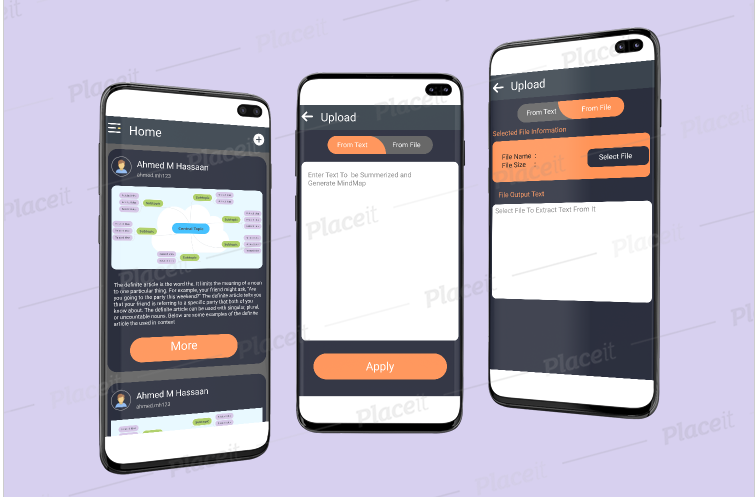 Home
Ahmed M Hassaan
ahmed.mh123
Central Topic
The definite article is the word the. It limits the meaning of a noun
to one particular thing. For example, your friend might ask, "Are
you going to the party this weekend?" The definite article tells you
that your friend is referring to a specific party that both of you
know about. The definite article can be used with singular, plural,
or uncountable nouns. Below are some examples of the definite
article the used in context
More
Ahmed M Hassaan
ahmed.mh123
Upload
From Text
From File
Enter Text To be Summerized and
Generate MindMap
Apply
Upload
From Text
From File
Selected File Information
File Name :
File Size :
Select File
File Output Text
Select File To Extract Text From It
Placeit
Placeit
Placeit
Placeit
Placeit
Placeit
Placeit
Placeit
Placeit
Placeit